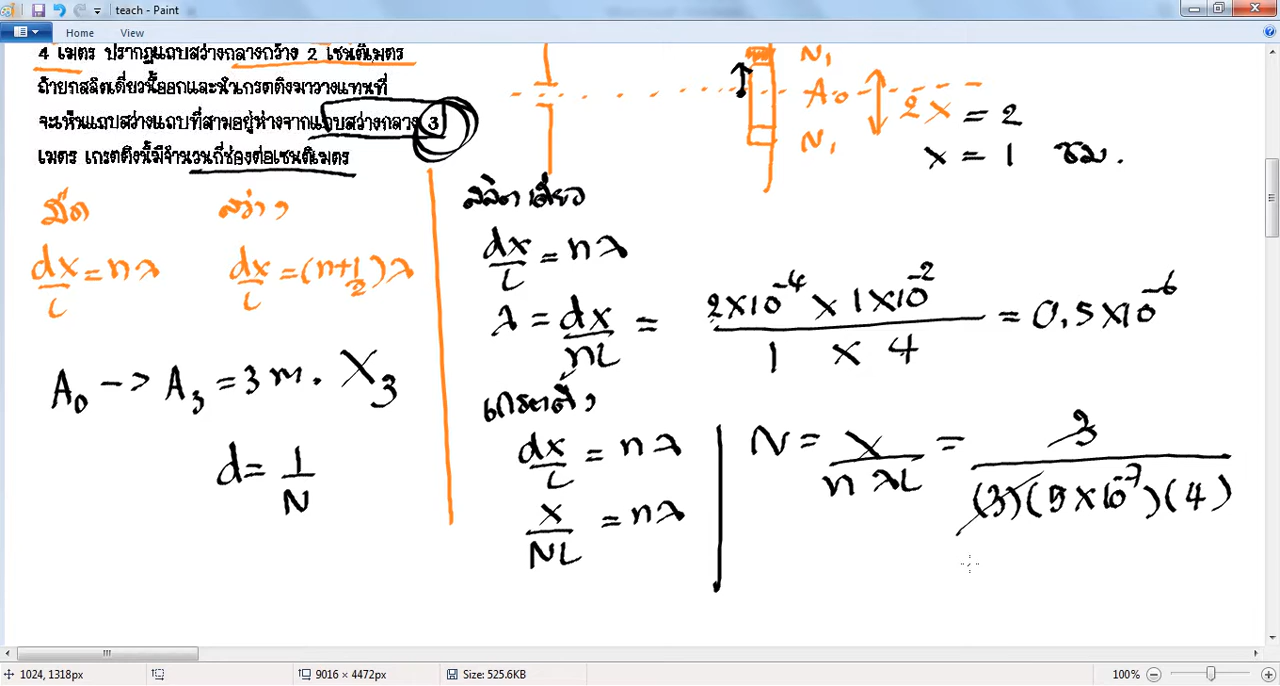 teach - Paint
Home View
4 เมตร ปรากฏแถบสว่างกลางกว้าง 2 เซนติเมตร
ถ้ายกสลิตเดี่ยวนี้ออกและนำเกรตติงมาวางแทนที่
จะเห็นแถบสว่างแถบที่สามอยู่ห่างจากแถบสว่างกลาง 3
เมตร เกรตติงนี้มีจำนวนกี่ช่องต่อเซนติเมตร
N₁
A₀
N₁
2x = 2
x = 1 ซม.
มืด สว่าง
dx/L = nλ dx/L = (n+1/2)λ
A₀ -> A₃ = 3 m. X₃
d = 1/N
สลิตเดี่ยว
dx/L = nλ
λ = dx/nL = 2x10⁻⁴ x 1x10⁻² / 1 x 4 = 0.5x10⁻⁶
เกรตติ้ง
dx/L = nλ
x/NL = nλ
N = x/nλL = 3/(3)(5x10⁻⁷)(4)
1024, 1318px 9016 × 4472px Size: 525.6KB 100%